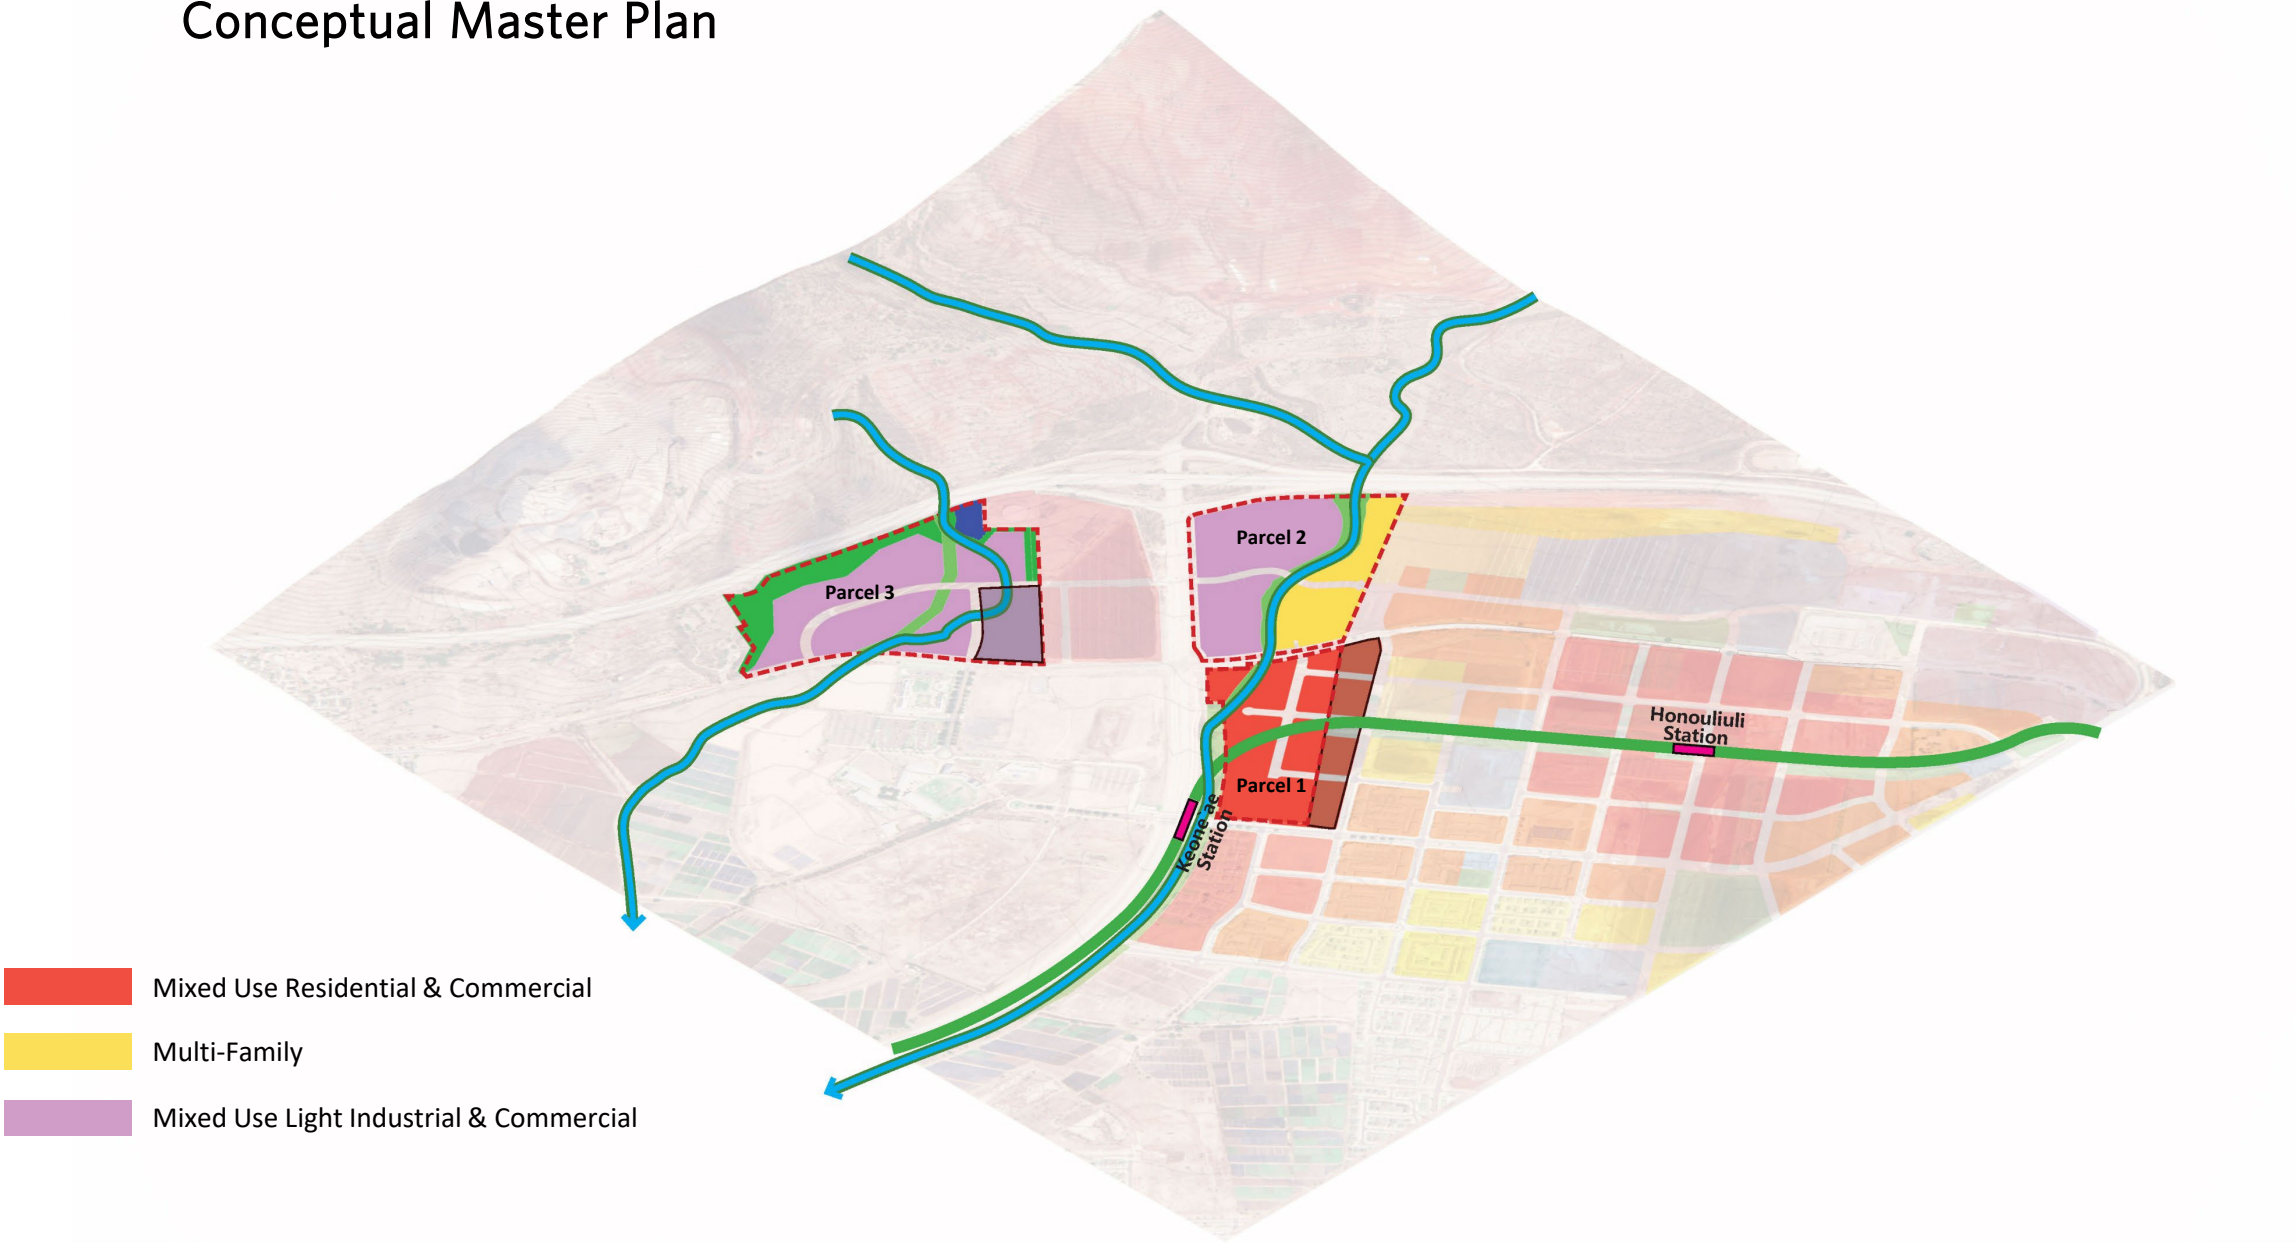 Conceptual Master Plan
Parcel 2
Parcel 3
Honouliuli
Station
Parcel 1
Keone'ae
Station
Mixed Use Residential & Commercial
Multi-Family
Mixed Use Light Industrial & Commercial